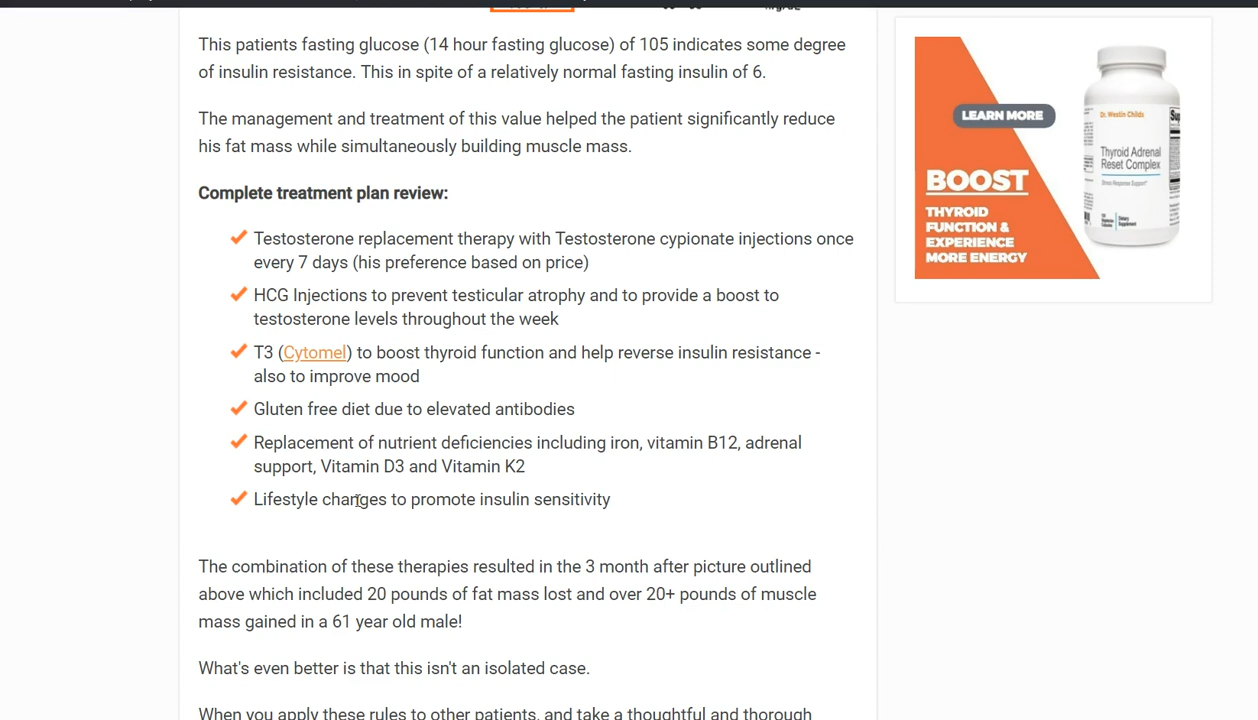 This patients fasting glucose (14 hour fasting glucose) of 105 indicates some degree
of insulin resistance. This in spite of a relatively normal fasting insulin of 6.
The management and treatment of this value helped the patient significantly reduce
his fat mass while simultaneously building muscle mass.
Complete treatment plan review:
Testosterone replacement therapy with Testosterone cypionate injections once
every 7 days (his preference based on price)
HCG Injections to prevent testicular atrophy and to provide a boost to
testosterone levels throughout the week
T3 (Cytomel) to boost thyroid function and help reverse insulin resistance -
also to improve mood
Gluten free diet due to elevated antibodies
Replacement of nutrient deficiencies including iron, vitamin B12, adrenal
support, Vitamin D3 and Vitamin K2
Lifestyle changes to promote insulin sensitivity
The combination of these therapies resulted in the 3 month after picture outlined
above which included 20 pounds of fat mass lost and over 20+ pounds of muscle
mass gained in a 61 year old male!
What's even better is that this isn't an isolated case.
When you apply these rules to other patients, and take a thoughtful and thorough
LEARN MORE
BOOST
THYROID
FUNCTION &
EXPERIENCE
MORE ENERGY
Dr. Westin Childs
Thyroid Adrenal
Reset Complex
Stress Response Support*
Dietary
Supplement